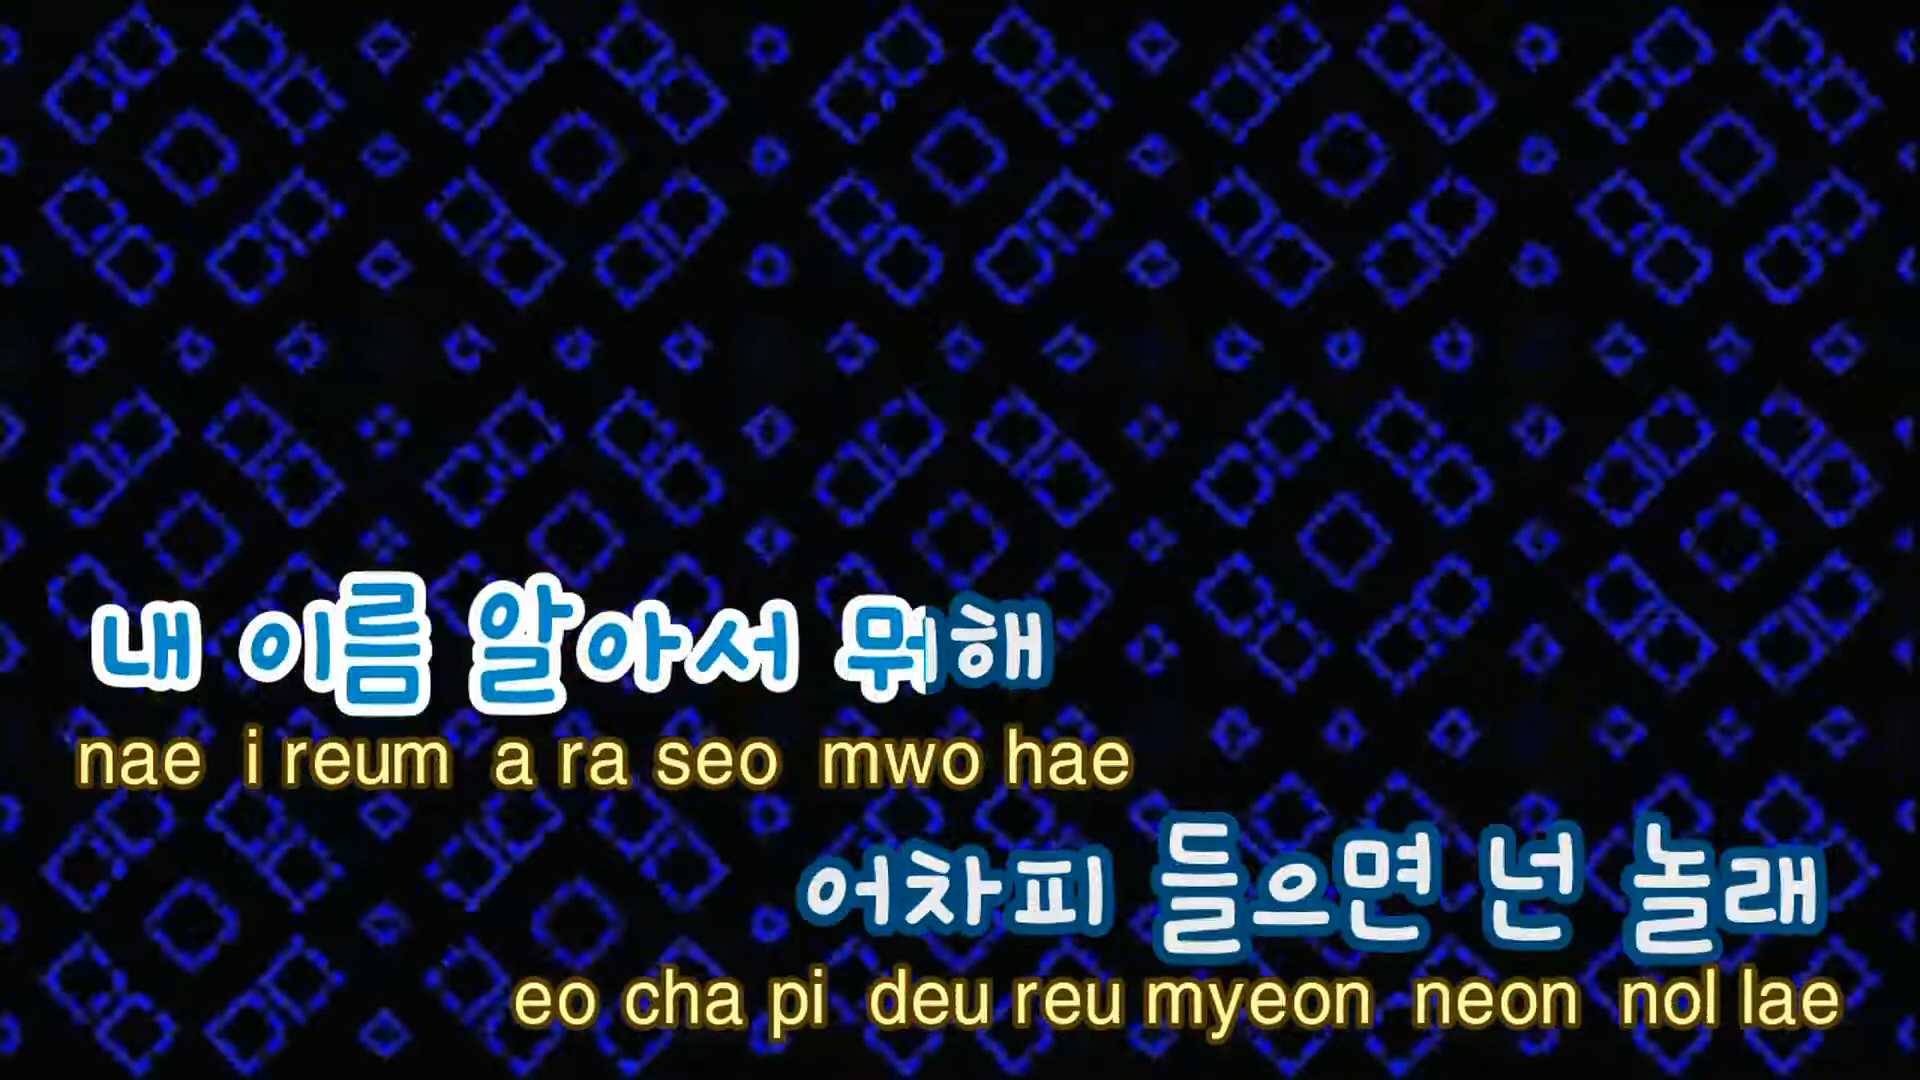 내 이름 알아서 뭐해
nae i reum a ra seo mwo hae
어차피 들으면 넌 놀래
eo cha pi deu reu myeon neon nol lae